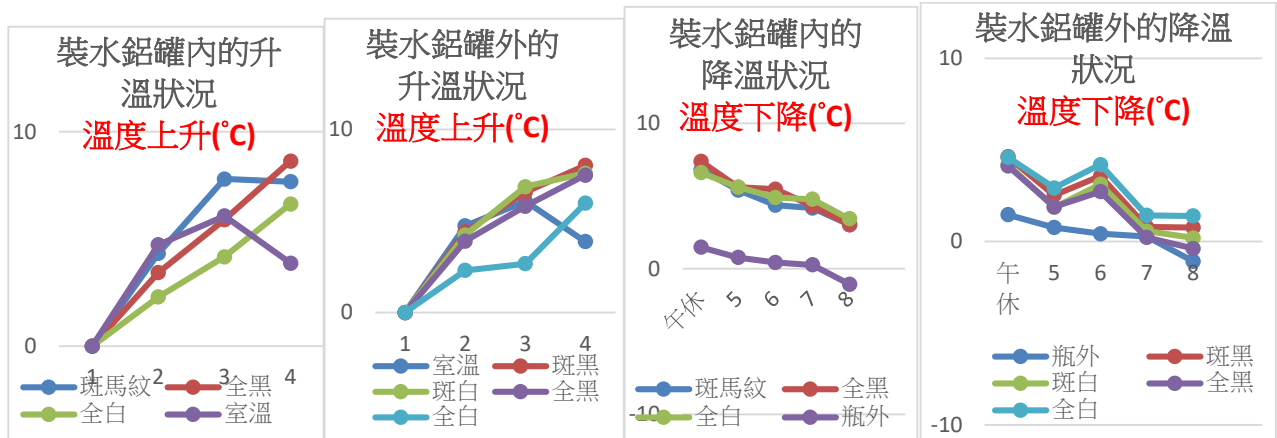 裝水鋁罐內的升
溫狀況
溫度上升(˚C)
10
0
1
2
3
4
斑馬紋
全黑
全白
室溫
裝水鋁罐外的
升溫狀況
溫度上升(˚C)
10
0
1
2
3
4
室溫
斑黑
斑白
全黑
全白
裝水鋁罐內的
降溫狀況
溫度下降(˚C)
10
0
-10
午休
5
6
7
8
斑馬紋
全黑
全白
瓶外
裝水鋁罐外的降溫
狀況
溫度下降(˚C)
10
0
-10
午
休
5
6
7
8
瓶外
斑黑
斑白
全黑
全白